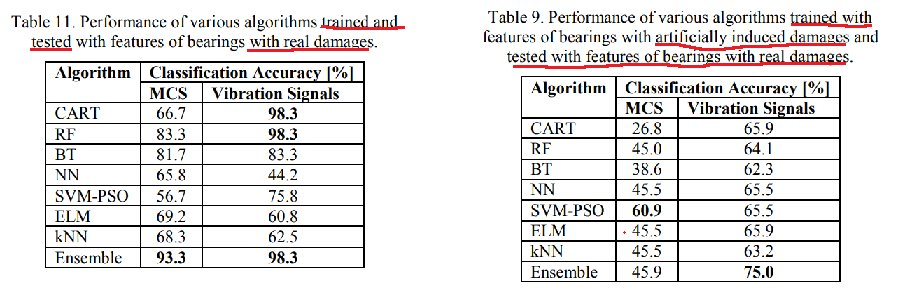 Table 11. Performance of various algorithms trained and
tested with features of bearings with real damages.
Algorithm Classification Accuracy [%]
MCS Vibration Signals
CART 66.7 98.3
RF 83.3 98.3
BT 81.7 83.3
NN 65.8 44.2
SVM-PSO 56.7 75.8
ELM 69.2 60.8
kNN 68.3 62.5
Ensemble 93.3 98.3
Table 9. Performance of various algorithms trained with
features of bearings with artificially induced damages and
tested with features of bearings with real damages.
Algorithm Classification Accuracy [%]
MCS Vibration Signals
CART 26.8 65.9
RF 45.0 64.1
BT 38.6 62.3
NN 45.5 65.5
SVM-PSO 60.9 65.5
ELM 45.5 65.9
kNN 45.5 63.2
Ensemble 45.9 75.0